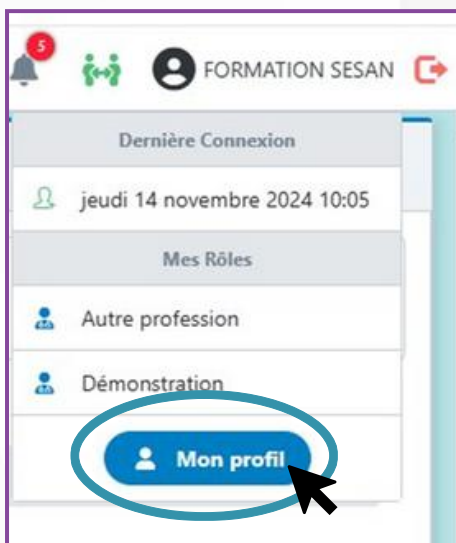 5
FORMATION SESAN
Dernière Connexion
jeudi 14 novembre 2024 10:05
Mes Rôles
Autre profession
Démonstration
Mon profil